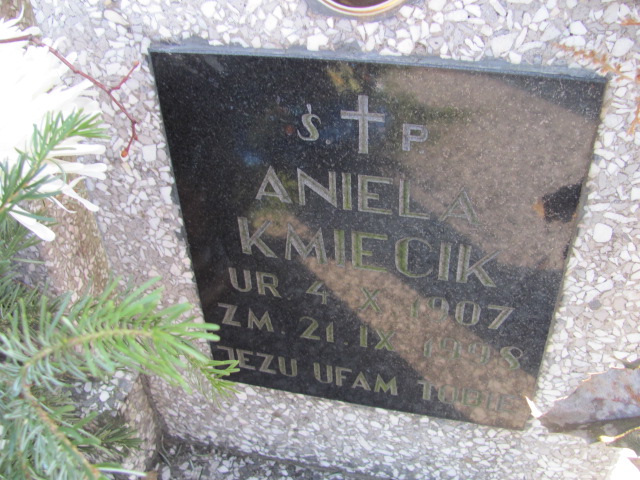 Ś P
ANIELA
KMIECIK
UR. 4.X 1907
ZM. 21.IX 1998
JEZU UFAM TOBIE